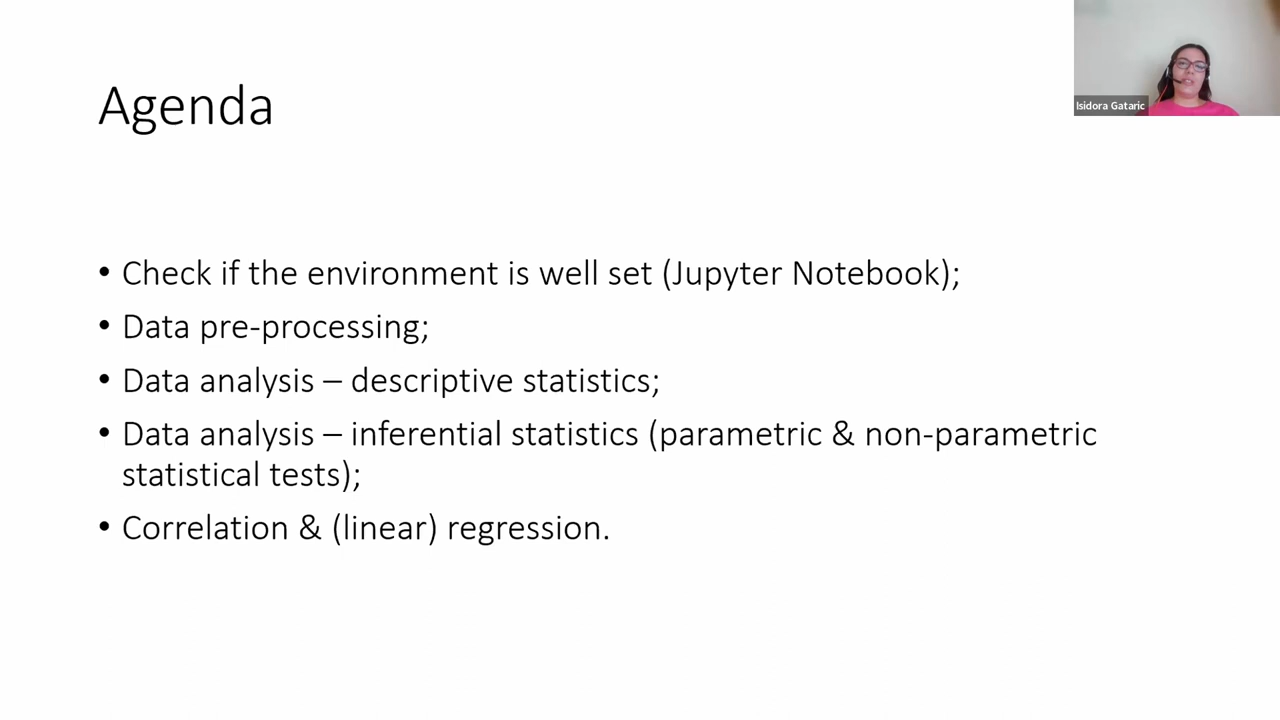 Agenda
Isidora Gataric
• Check if the environment is well set (Jupyter Notebook);
• Data pre-processing;
• Data analysis – descriptive statistics;
• Data analysis – inferential statistics (parametric & non-parametric
statistical tests);
• Correlation & (linear) regression.